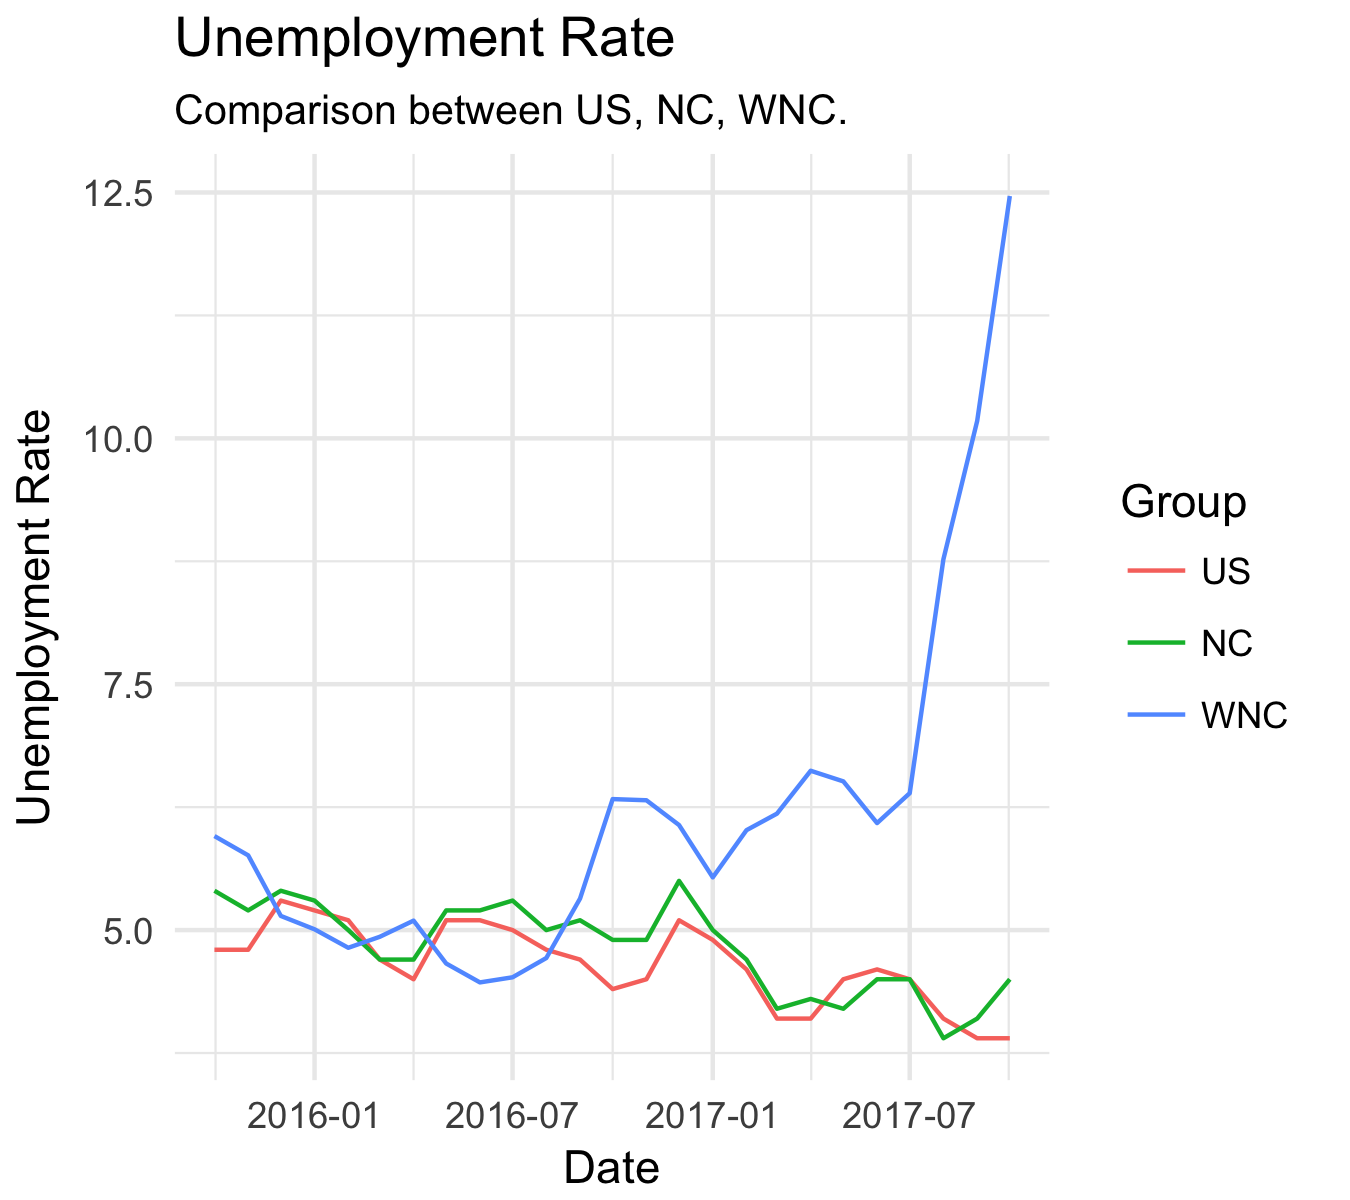 Unemployment Rate
Comparison between US, NC, WNC.
12.5
10.0
7.5
5.0
Unemployment Rate
2016-01
2016-07
2017-01
2017-07
Date
Group
US
NC
WNC